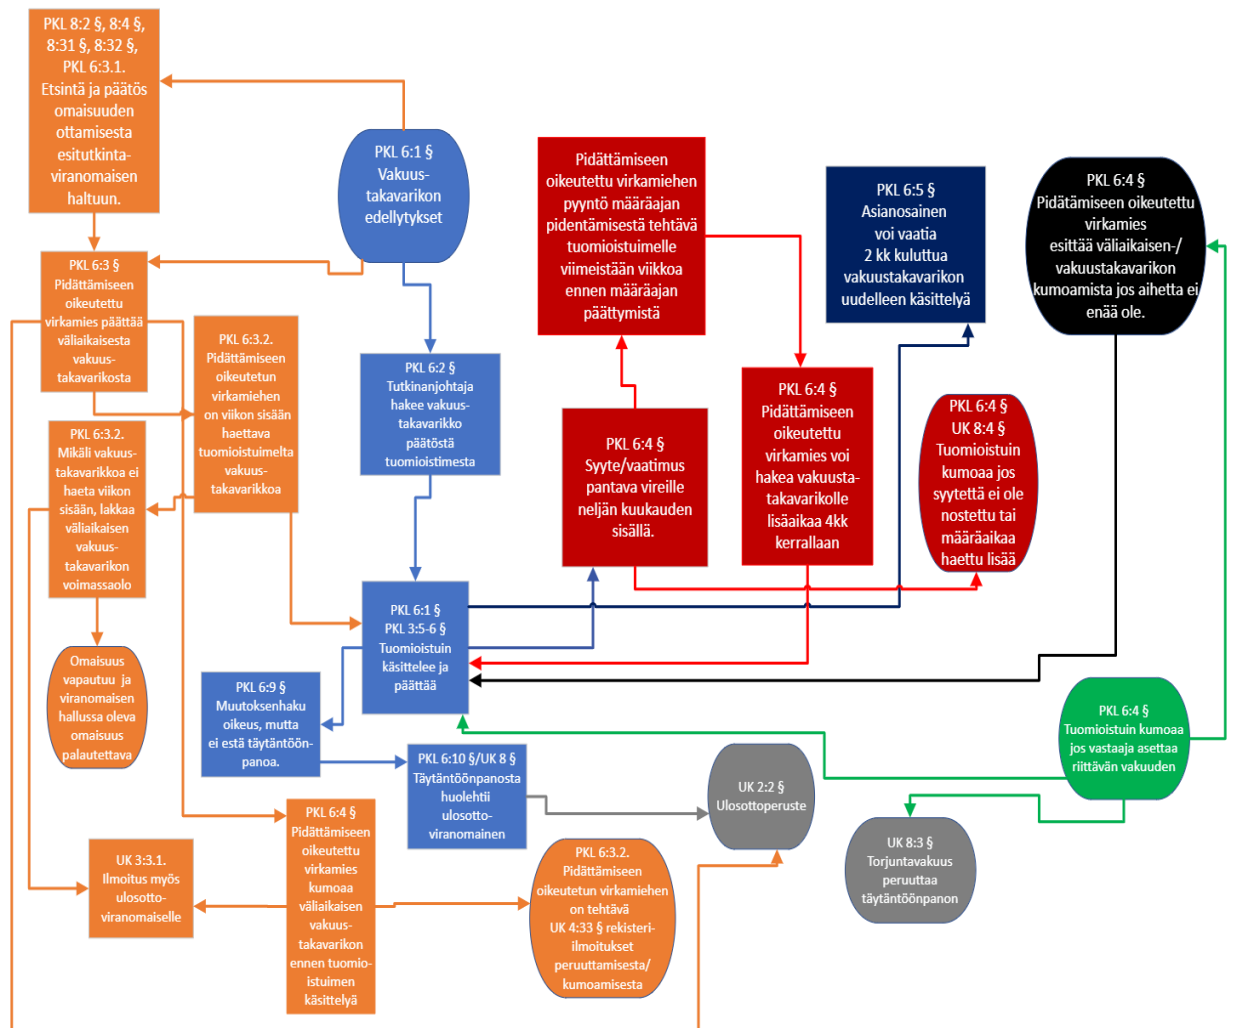 PKL 8:2 §, 8:4 §,
8:31 §, 8:32 §,
PKL 6:3.1.
Etsintä ja päätös
omaisuuden
ottamisesta
esitutkinta-
viranomaisen
haltuun.
PKL 6:1 §
Vakuus-
takavarikon
edellytykset
Pidättämiseen
oikeutettu virkamiehen
pyyntö määräajan
pidentämisestä tehtävä
tuomioistuimelle
viimeistään viikkoa
ennen määräajan
päättymistä
PKL 6:5 §
Asianosainen
voi vaatia
2 kk kuluttua
vakuustakavarikon
uudelleen käsittelyä
PKL 6:4 §
Pidätämiseen oikeutettu
virkamies
esittää väliaikaisen-/
vakuustakavarikon
kumoamista jos aihetta ei
enää ole.
PKL 6:3 §
Pidättämiseen
oikeutettu
virkamies päättää
väliaikaisesta
vakuus-
takavarikosta
PKL 6:3.2.
Pidättämiseen
oikeutetun
virkamiehen
on viikon sisään
haettava
tuomioistuimelta
vakuus-
takavarikkoa
PKL 6:2 §
Tutkinanjohtaja
hakee vakuus-
takavarikko
päätöstä
tuomioistimesta
PKL 6:4 §
Syyte/vaatimus
pantava vireille
neljän kuukauden
sisällä.
PKL 6:4 §
Pidättämiseen
oikeutettu
virkamies voi
hakea vakuusta-
takavarikolle
lisäaikaa 4kk
kerrallaan
PKL 6:4 §
UK 8:4 §
Tuomioistuin
kumoaa jos
syytettä ei ole
nostettu tai
määräaikaa
haettu lisää
PKL 6:3.2.
Mikäli vakuus-
takavarikkoa ei
haeta viikon
sisään, lakkaa
väliaikaisen
vakuus-
takavarikon
voimassaolo
PKL 6:1 §
PKL 3:5-6 §
Tuomioistuin
käsittelee ja
päättää
Omaisuus
vapautuu ja
viranomaisen
hallussa oleva
omaisuus
palautettava
PKL 6:9 §
Muutoksenhaku
oikeus, mutta
ei estä täytäntöön-
panoa.
PKL 6:10 §/UK 8 §
Täytäntöönpanosta
huolehtii
ulosotto-
viranomainen
UK 2:2 §
Ulosottoperuste
PKL 6:4 §
Tuomioistuin kumoaa
jos vastaaja asettaa
riittävän vakuuden
UK 8:3 §
Torjuntavakuus
peruuttaa
täytäntöönpanon
UK 3:3.1.
Ilmoitus myös
ulosotto-
viranomaiselle
PKL 6:4 §
Pidättämiseen
oikeutettu
virkamies
kumoaa
väliaikaisen
vakuus-
takavarikon
ennen tuomio-
istuimen
käsittelyä
PKL 6:3.2.
Pidättämiseen
oikeutetun virkamiehen
on tehtävä
UK 4:33 § rekisteri-
ilmoitukset
peruuttamisesta/
kumoamisesta